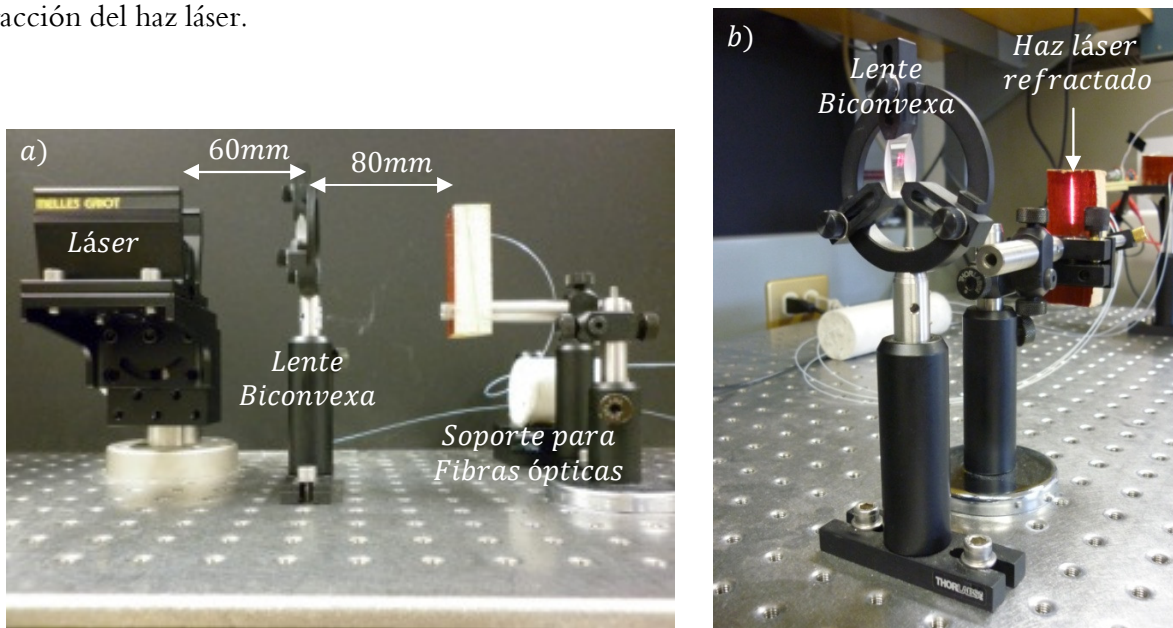 acción del haz láser.
a)
60mm
80mm
MELLES GRIOT
Láser
Lente
Biconvexa
Soporte para
Fibras ópticas
b)
Lente
Biconvexa
Haz láser
refractado
THORLABS